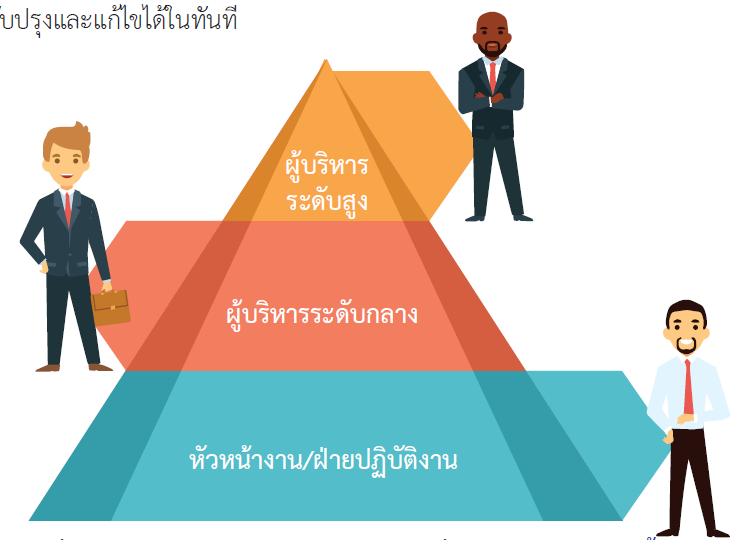 ปรุงและแก้ไขได้ในทันที
ผู้บริหาร
ระดับสูง
ผู้บริหารระดับกลาง
หัวหน้างาน/ฝ่ายปฏิบัติงาน